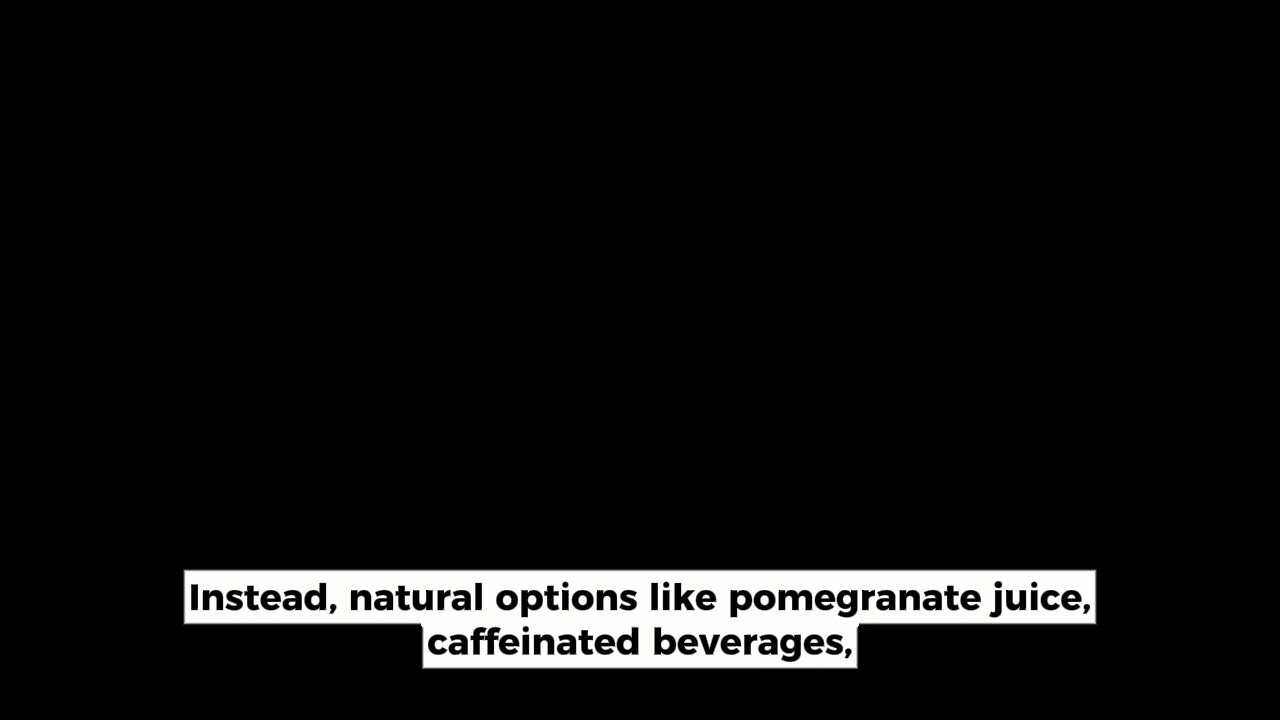 Instead, natural options like pomegranate juice,
caffeinated beverages,